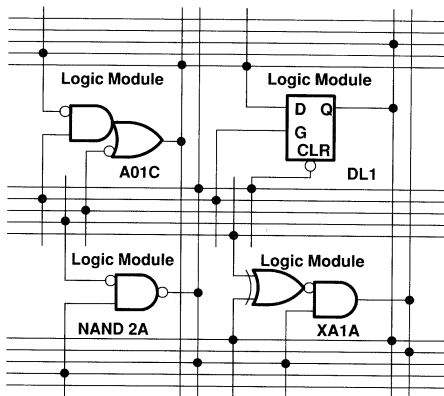 Logic Module
A01C
Logic Module
D Q
G
CLR
DL1
Logic Module
NAND 2A
Logic Module
XA1A